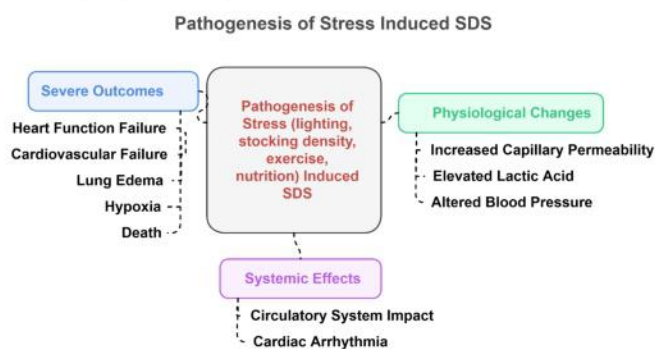 Pathogenesis of Stress Induced SDS
Severe Outcomes
Heart Function Failure
Cardiovascular Failure
Lung Edema
Hypoxia
Death
Pathogenesis of
Stress (lighting,
stocking density,
exercise,
nutrition) Induced
SDS
Physiological Changes
Increased Capillary Permeability
Elevated Lactic Acid
Altered Blood Pressure
Systemic Effects
Circulatory System Impact
Cardiac Arrhythmia